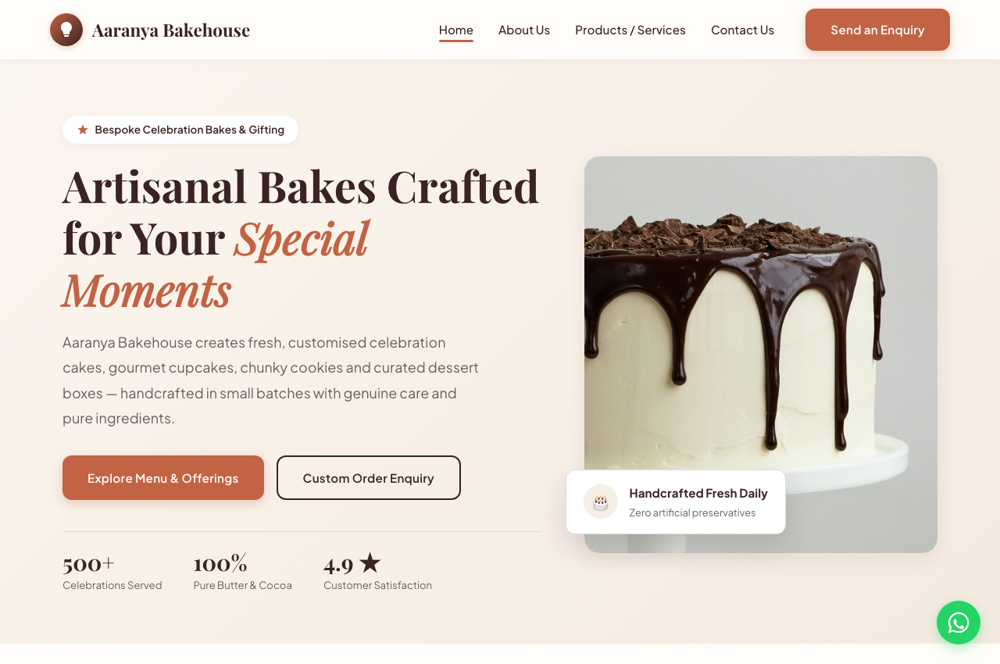 Aaranya Bakehouse
Home
About Us
Products / Services
Contact Us
Send an Enquiry
★ Bespoke Celebration Bakes & Gifting
Artisanal Bakes Crafted
for Your Special
Moments
Aaranya Bakehouse creates fresh, customised celebration
cakes, gourmet cupcakes, chunky cookies and curated dessert
boxes — handcrafted in small batches with genuine care and
pure ingredients.
Explore Menu & Offerings
Custom Order Enquiry
Handcrafted Fresh Daily
Zero artificial preservatives
500+
Celebrations Served
100%
Pure Butter & Cocoa
4.9 ★
Customer Satisfaction